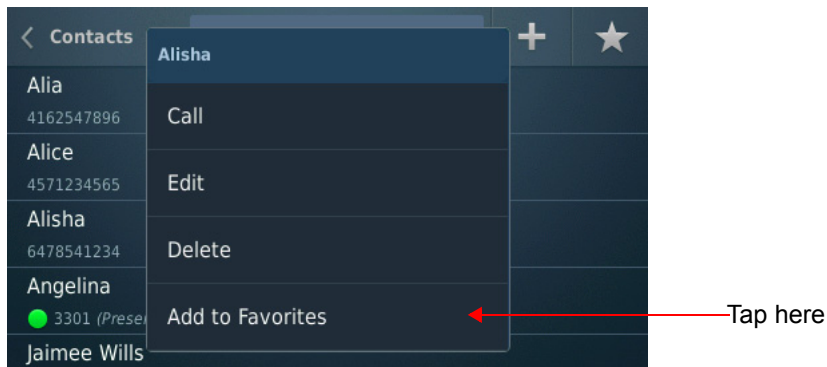 Contacts
Alisha
Alia
4162547896
Call
Alice
4571234565
Edit
Alisha
6478541234
Delete
Angelina
3301 (Presen
Add to Favorites
Tap here
Jaimee Wills